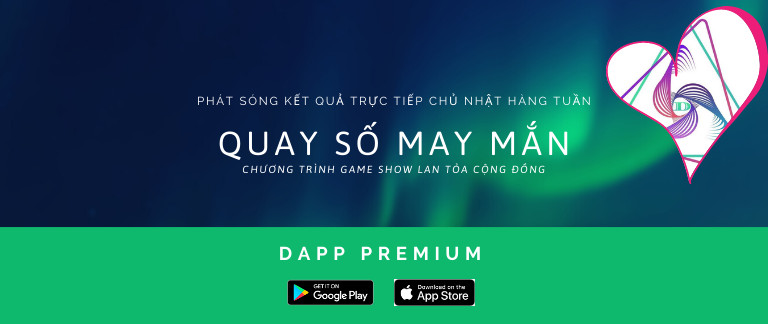 PHÁT SÓNG KẾT QUẢ TRỰC TIẾP CHỦ NHẬT HÀNG TUẦN
QUAY SỐ MAY MẮN
CHƯƠNG TRÌNH GAME SHOW LAN TỎA CỘNG ĐỒNG
D
DAPP PREMIUM
GET IT ON
Google Play
Download on the
App Store